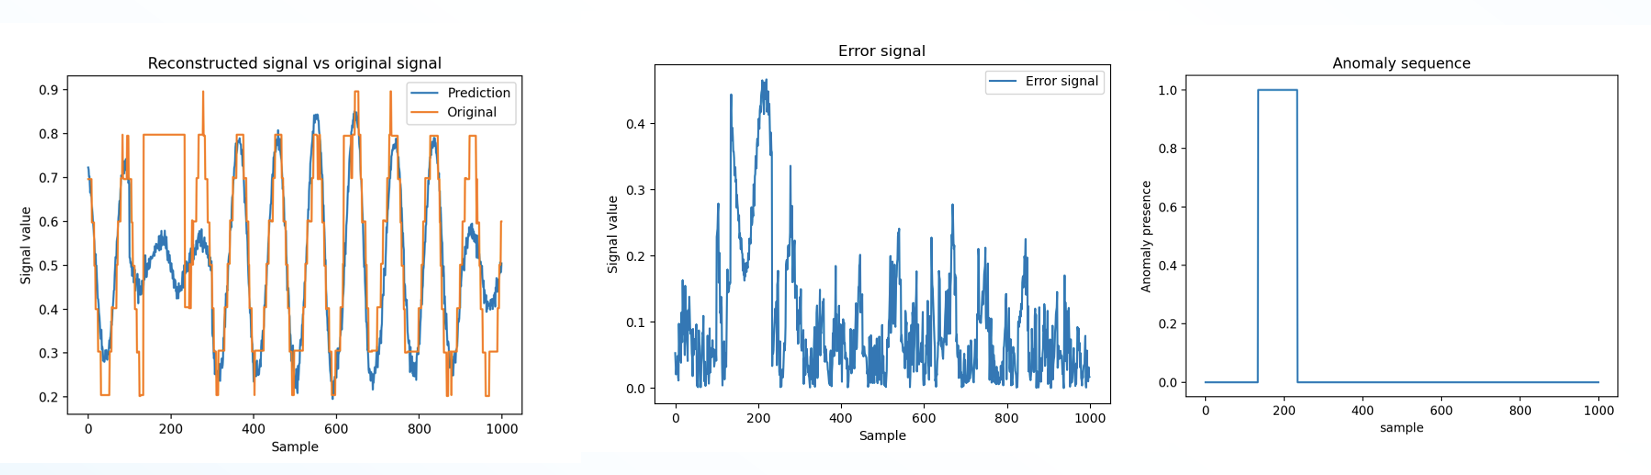 Reconstructed signal vs original signal
Prediction
Original
Signal value
0.9
0.8
0.7
0.6
0.5
0.4
0.3
0.2
0 200 400 600 800 1000
Sample
Error signal
Error signal
Signal value
0.4
0.3
0.2
0.1
0.0
0 200 400 600 800 1000
Sample
Anomaly sequence
Anomaly presence
1.0
0.8
0.6
0.4
0.2
0.0
0 200 400 600 800 1000
sample